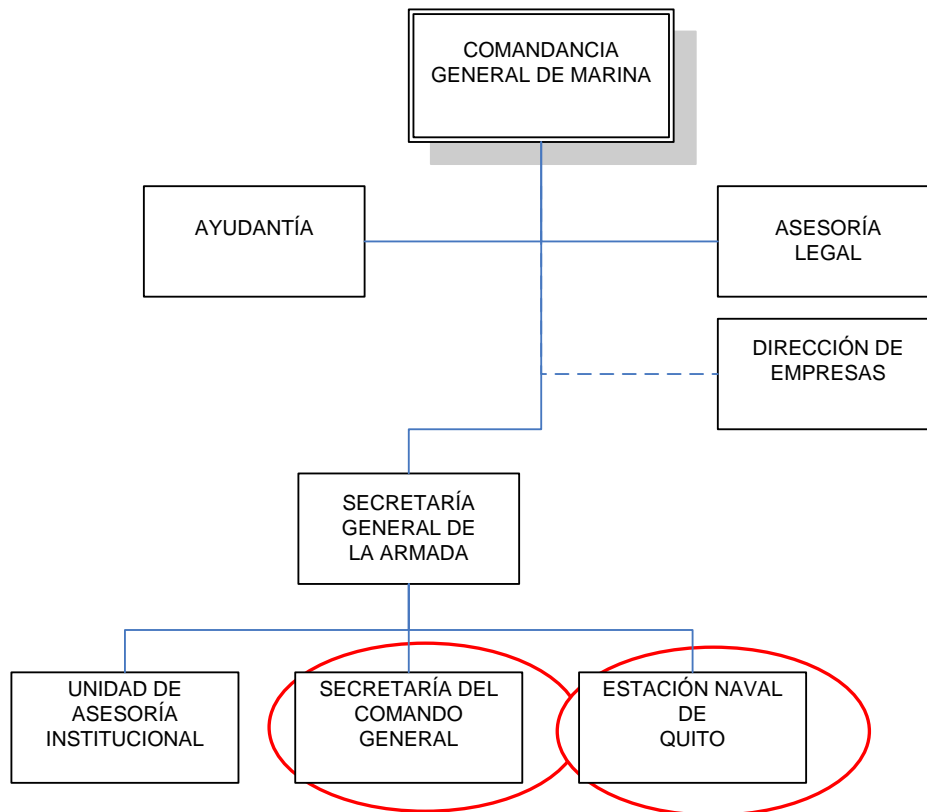 COMANDANCIA
GENERAL DE MARINA
AYUDANTÍA
ASESORÍA
LEGAL
DIRECCIÓN DE
EMPRESAS
SECRETARÍA
GENERAL DE
LA ARMADA
UNIDAD DE
ASESORÍA
INSTITUCIONAL
SECRETARÍA DEL
COMANDO
GENERAL
ESTACIÓN NAVAL
DE
QUITO